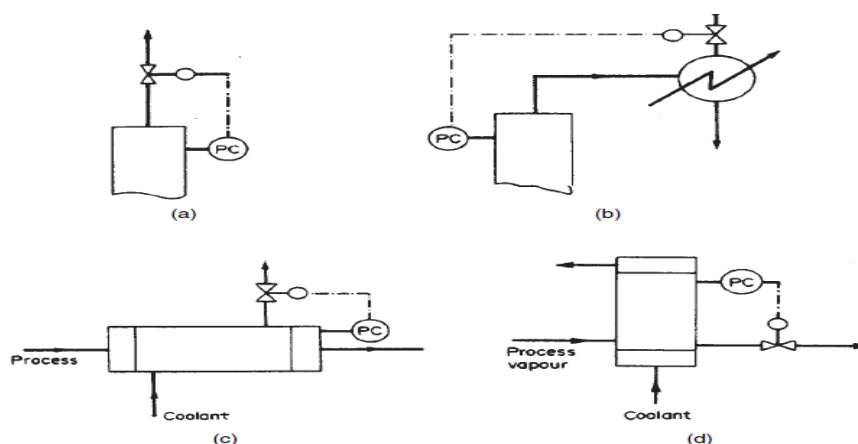 PC
(a)
PC
(b)
PC
Process
Coolant
(c)
PC
Process
vapour
Coolant
(d)